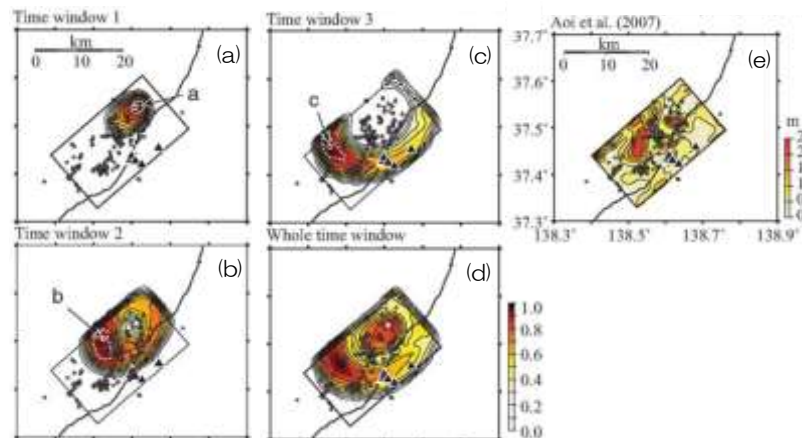 Time window 1
km
0 10 20
(a)
a
Time window 3
(c)
c
Aoi et al. (2007)
37.7°
km
0 10 20
(e)
37.6°
37.5°
37.4°
37.3°
138.3° 138.5° 138.7° 138.9°
m
Time window 2
(b)
b
Whole time window
(d)
1.0
0.8
0.6
0.4
0.2
0.0